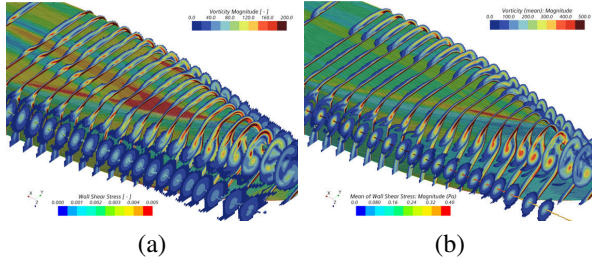 Vorticity Magnitude [ - ]
0.0 40.0 80.0 120.0 160.0 200.0
Wall Shear Stress [ - ]
0.000 0.001 0.002 0.003 0.004 0.005
X Y
Z
(a)
Vorticity (mean): Magnitude
0.0 100.0 200.0 300.0 400.0 500.0
Mean of Wall Shear Stress: Magnitude (Pa)
0.0 0.080 0.16 0.24 0.32 0.40
X Y
Z
(b)